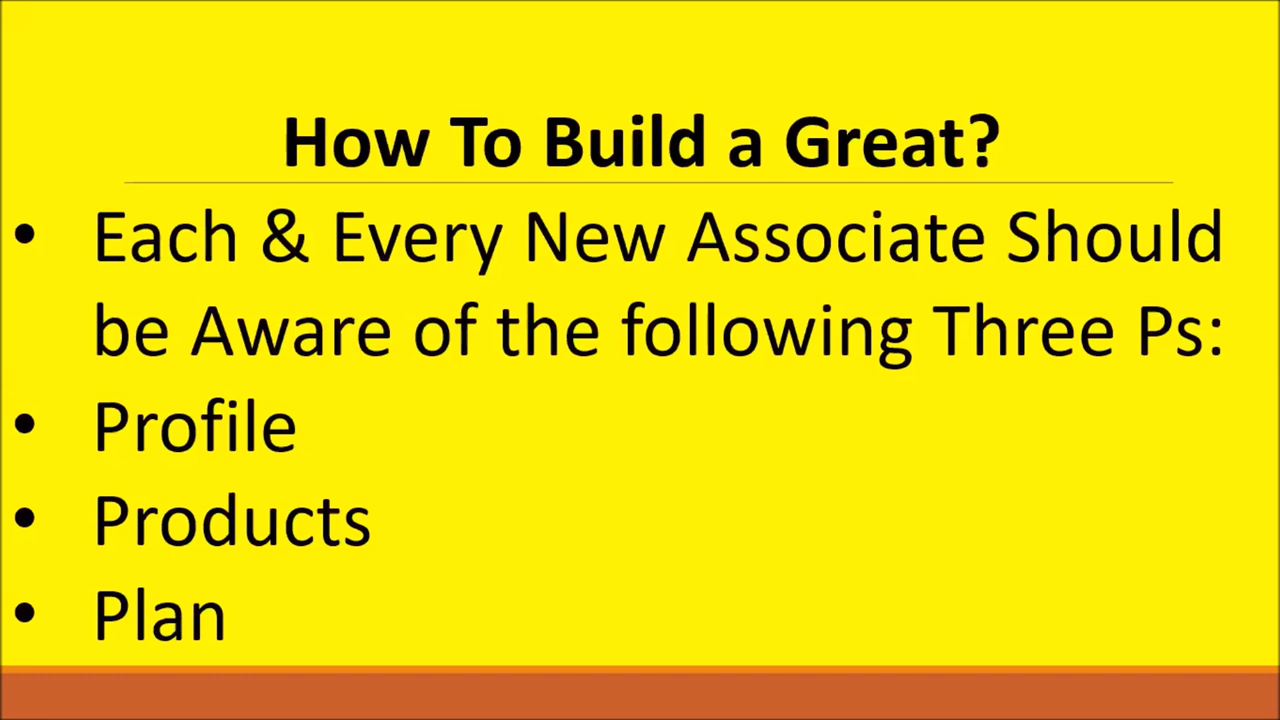 How To Build a Great?
• Each & Every New Associate Should
be Aware of the following Three Ps:
• Profile
• Products
• Plan